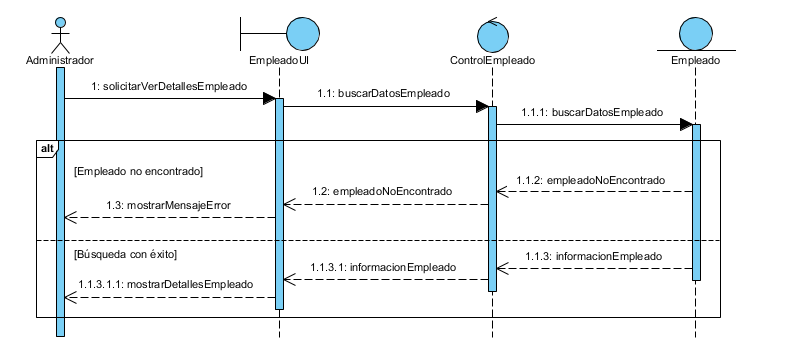 Administrador
EmpleadoUI
ControlEmpleado
Empleado
1: solicitarVerDetallesEmpleado
1.1: buscarDatosEmpleado
1.1.1: buscarDatosEmpleado
alt
[Empleado no encontrado]
1.1.2: empleadoNoEncontrado
1.2: empleadoNoEncontrado
1.3: mostrarMensajeError
[Búsqueda con éxito]
1.1.3: informacionEmpleado
1.1.3.1: informacionEmpleado
1.1.3.1.1: mostrarDetallesEmpleado